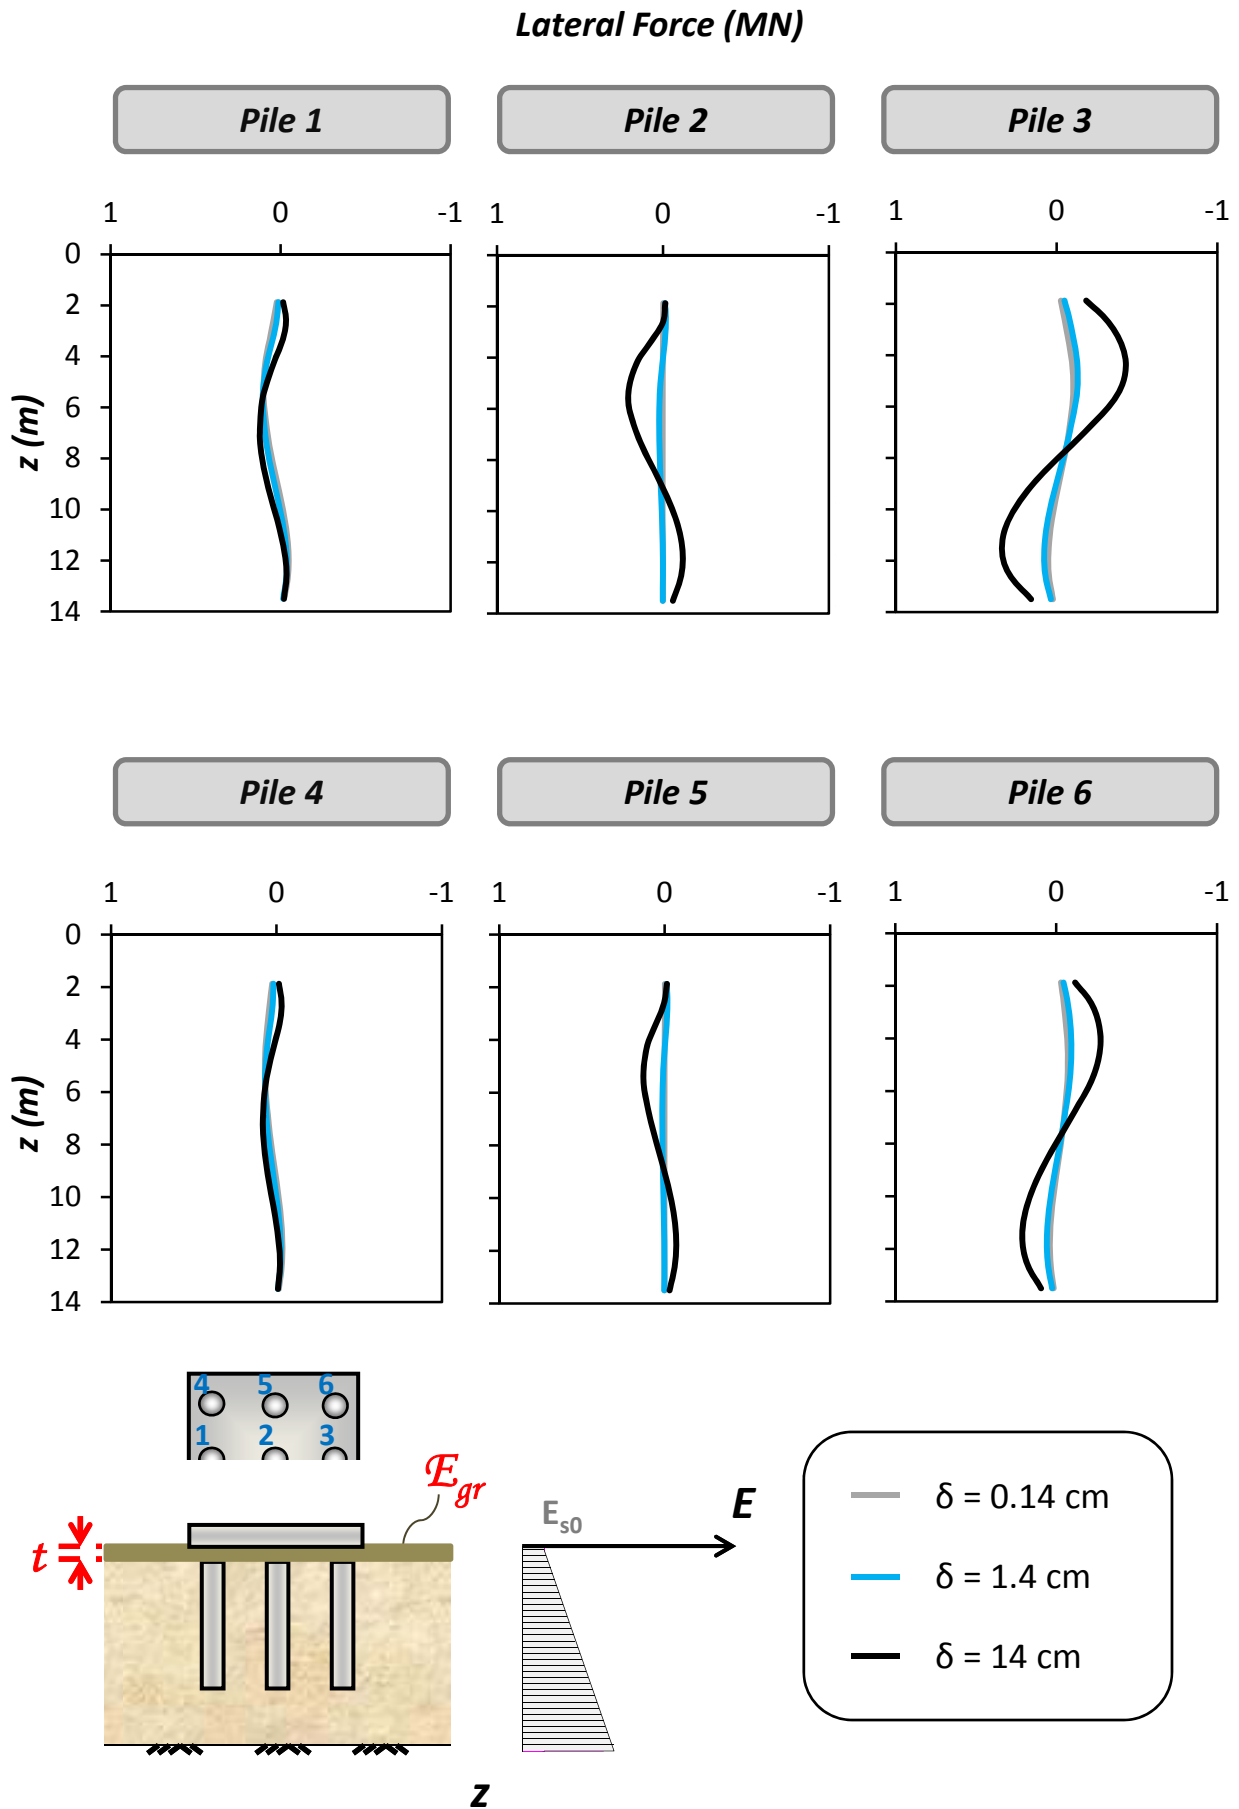 Lateral Force (MN)
Pile 1 Pile 2 Pile 3
1 0 -1 1 0 -1 1 0 -1
0
2
4
6
8
10
12
14
z (m)
Pile 4 Pile 5 Pile 6
1 0 -1 1 0 -1 1 0 -1
0
2
4
6
8
10
12
14
z (m)
4 5 6
1 2 3
Egr
t
Es0
E
z
δ = 0.14 cm
δ = 1.4 cm
δ = 14 cm